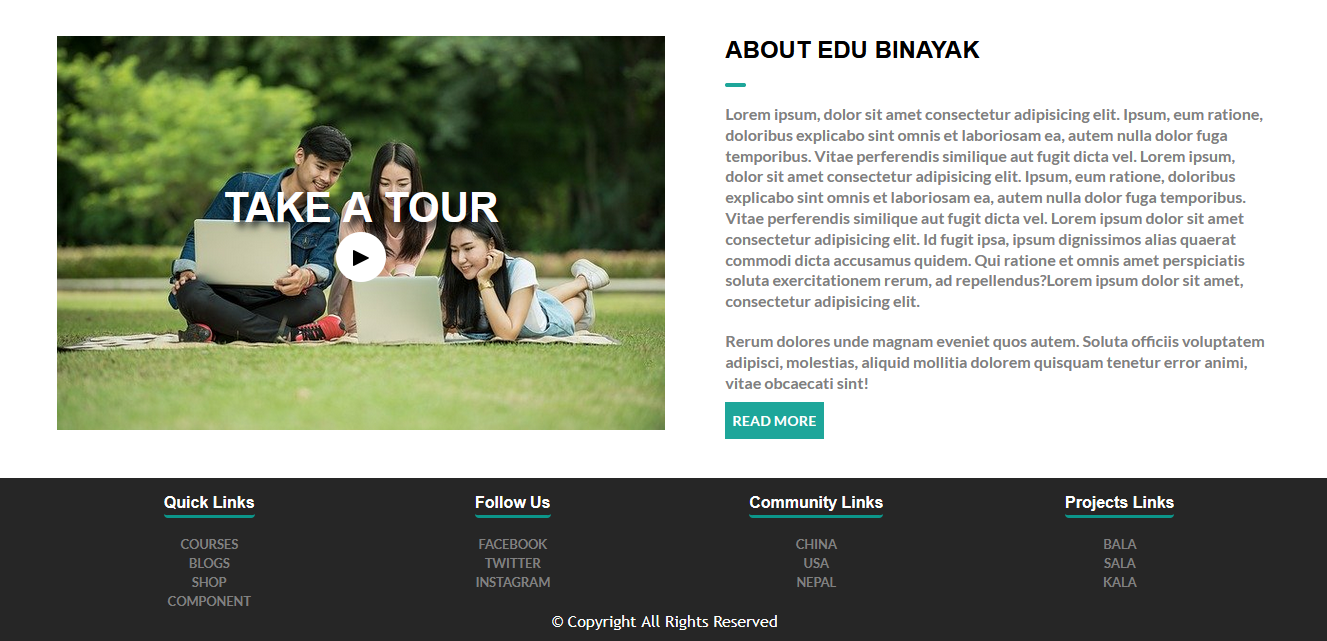 TAKE A TOUR
ABOUT EDU BINAYAK
Lorem ipsum, dolor sit amet consectetur adipisicing elit. Ipsum, eum ratione,
doloribus explicabo sint omnis et laboriosam ea, autem nulla dolor fuga
temporibus. Vitae perferendis similique aut fugit dicta vel. Lorem ipsum,
dolor sit amet consectetur adipisicing elit. Ipsum, eum ratione, doloribus
explicabo sint omnis et laboriosam ea, autem nulla dolor fuga temporibus.
Vitae perferendis similique aut fugit dicta vel. Lorem ipsum dolor sit amet
consectetur adipisicing elit. Id fugit ipsa, ipsum dignissimos alias quaerat
commodi dicta accusamus quidem. Qui ratione et omnis amet perspiciatis
soluta exercitationem rerum, ad repellendus?Lorem ipsum dolor sit amet,
consectetur adipisicing elit.
Rerum dolores unde magnam eveniet quos autem. Soluta officiis voluptatem
adipisci, molestias, aliquid mollitia dolorem quisquam tenetur error animi,
vitae obcaecati sint!
READ MORE
Quick Links
COURSES
BLOGS
SHOP
COMPONENT
Follow Us
FACEBOOK
TWITTER
INSTAGRAM
Community Links
CHINA
USA
NEPAL
Projects Links
BALA
SALA
KALA
© Copyright All Rights Reserved